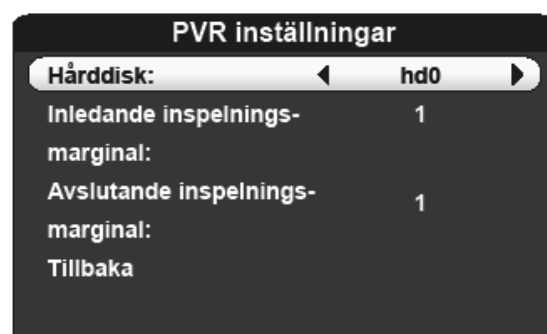 PVR inställningar
Hårddisk: hd0
Inledande inspelnings- 1
marginal:
Avslutande inspelnings- 1
marginal:
Tillbaka